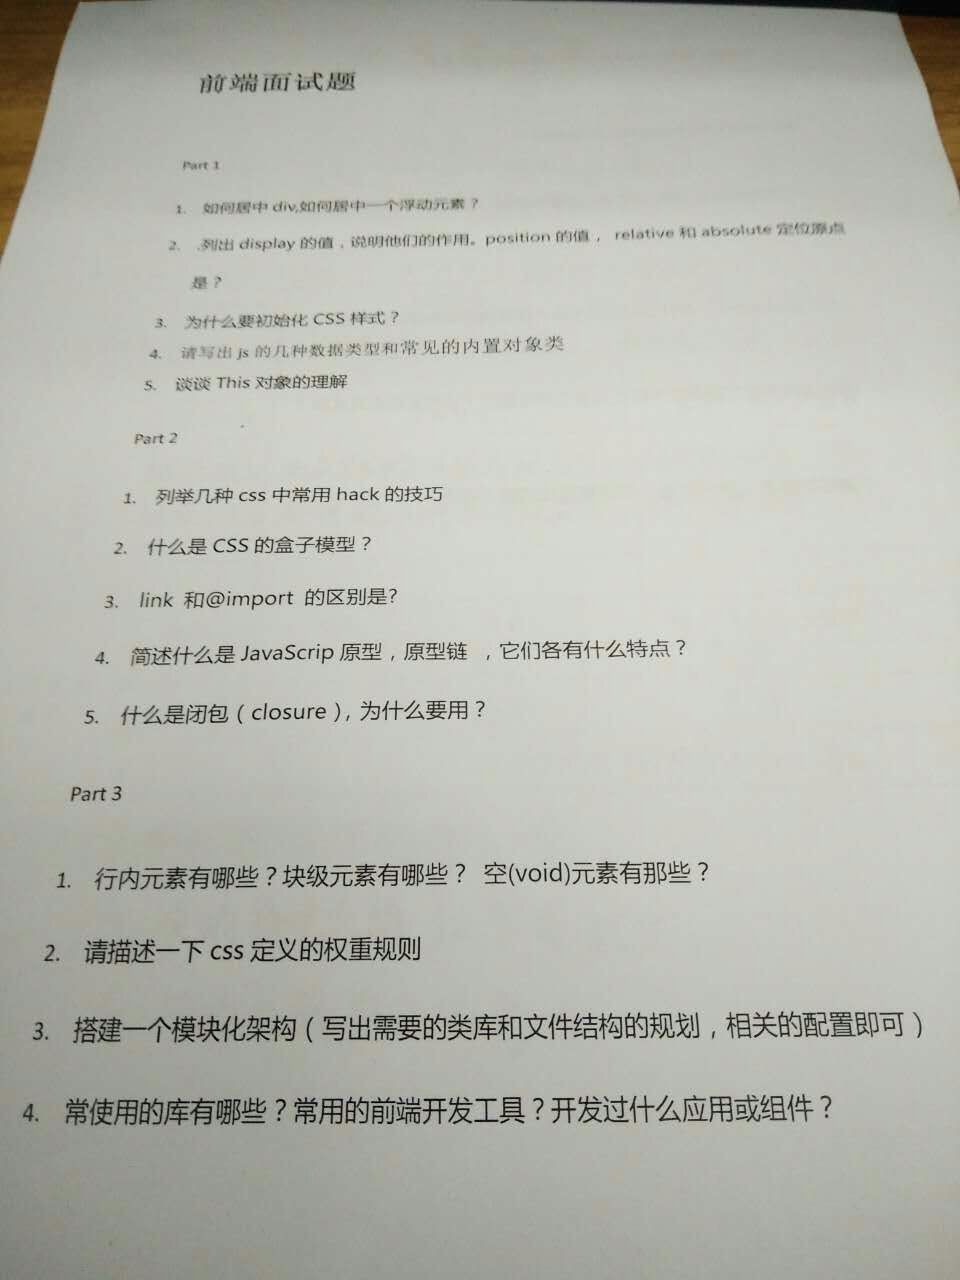 前端面试题
Part 1
1. 如何居中 div,如何居中一个浮动元素？
2. .列出 display 的值，说明他们的作用。position 的值， relative 和 absolute 定位原点
是？
3. 为什么要初始化 CSS 样式？
4. 请写出 js 的几种数据类型和常见的内置对象类
5. 谈谈 This 对象的理解
Part 2
1. 列举几种 css 中常用 hack 的技巧
2. 什么是 CSS 的盒子模型？
3. link 和@import 的区别是?
4. 简述什么是 JavaScrip 原型，原型链 ，它们各有什么特点？
5. 什么是闭包（closure），为什么要用？
Part 3
1. 行内元素有哪些？块级元素有哪些？ 空(void)元素有那些？
2. 请描述一下 css 定义的权重规则
3. 搭建一个模块化架构（写出需要的类库和文件结构的规划，相关的配置即可）
4. 常使用的库有哪些？常用的前端开发工具？开发过什么应用或组件？